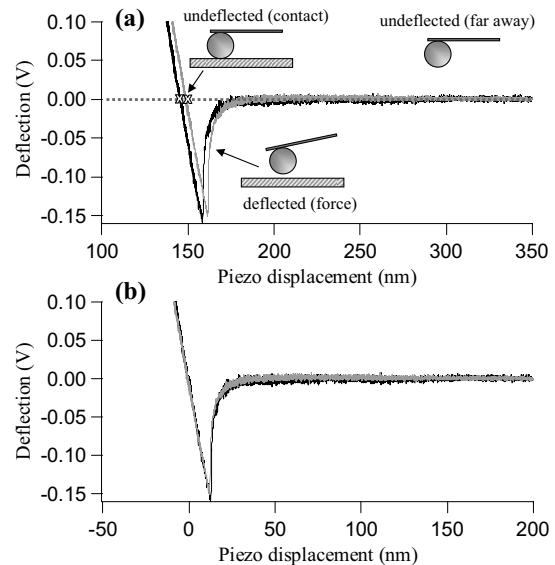 (a)
undeflected (contact)
undeflected (far away)
0.10
0.05
0.00
-0.05
-0.10
-0.15
Deflection (V)
XX
deflected (force)
100
150
200
250
300
350
Piezo displacement (nm)
(b)
0.10
0.05
0.00
-0.05
-0.10
-0.15
Deflection (V)
-50
0
50
100
150
200
Piezo displacement (nm)